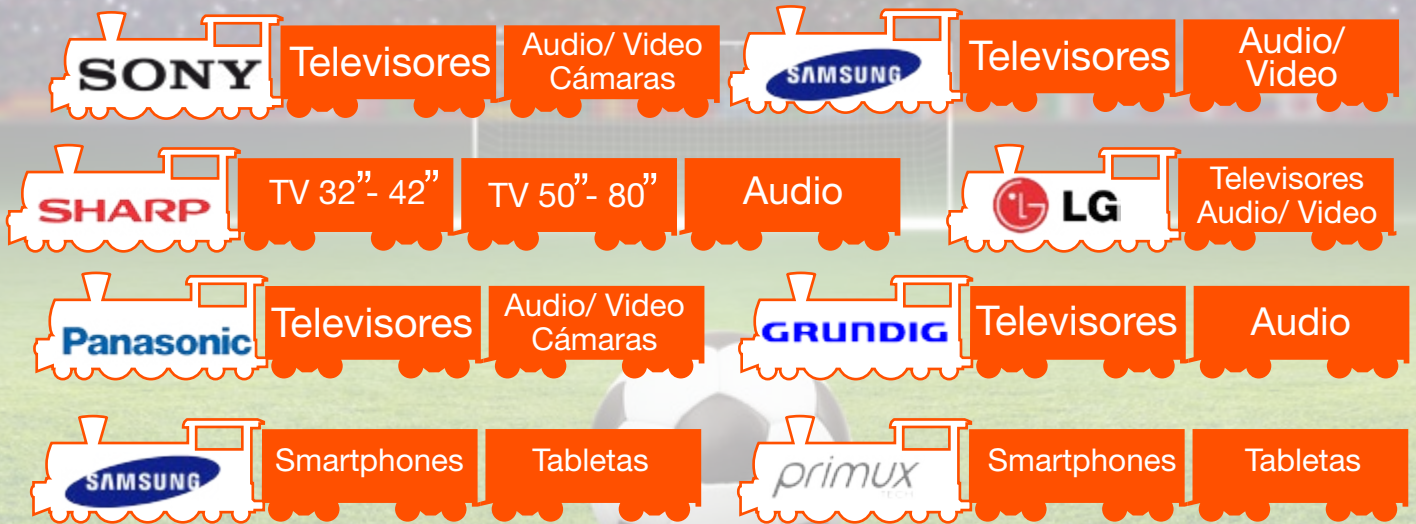 SONY
Televisores
Audio/ Video
Cámaras
SAMSUNG
Televisores
Audio/
Video
SHARP
TV 32”- 42”
TV 50”- 80”
Audio
LG
Televisores
Audio/ Video
Panasonic
Televisores
Audio/ Video
Cámaras
GRUNDIG
Televisores
Audio
SAMSUNG
Smartphones
Tabletas
primux
TECH
Smartphones
Tabletas